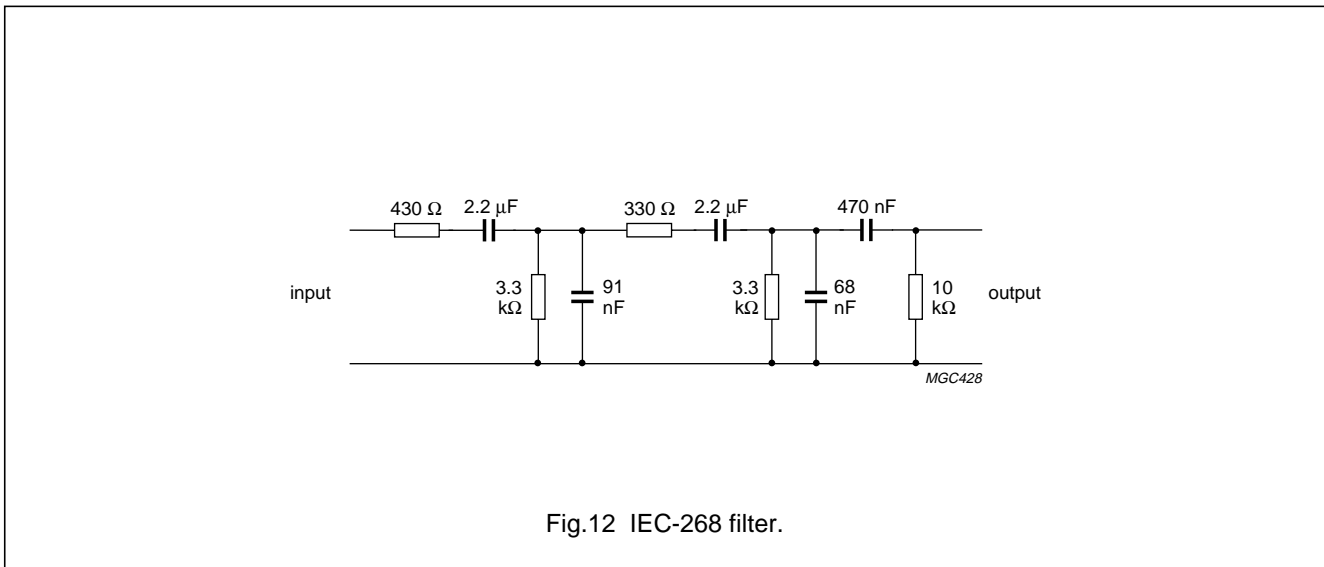 430 Ω
2.2 μF
330 Ω
2.2 μF
470 nF
input
3.3
kΩ
91
nF
3.3
kΩ
68
nF
10
kΩ
output
MGC428
Fig.12 IEC-268 filter.